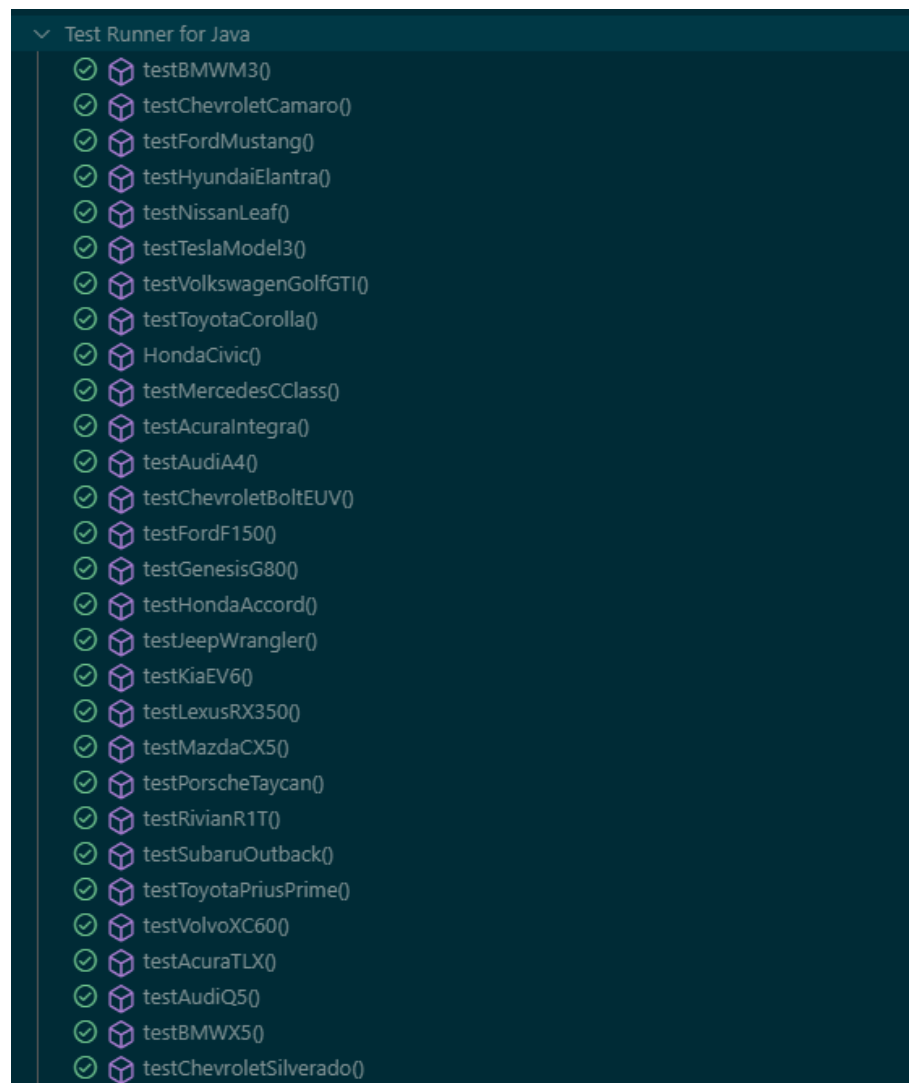 Test Runner for Java
testBMWM3()
testChevroletCamaro()
testFordMustang()
testHyundaiElantra()
testNissanLeaf()
testTeslaModel3()
testVolkswagenGolfGTI()
testToyotaCorolla()
HondaCivic()
testMercedesCClass()
testAcuraIntegra()
testAudiA4()
testChevroletBoltEUV()
testFordF150()
testGenesisG80()
testHondaAccord()
testJeepWrangler()
testKiaEV6()
testLexusRX350()
testMazdaCX5()
testPorscheTaycan()
testRivianR1T()
testSubaruOutback()
testToyotaPriusPrime()
testVolvoXC60()
testAcuraTLX()
testAudiQ5()
testBMWX5()
testChevroletSilverado()